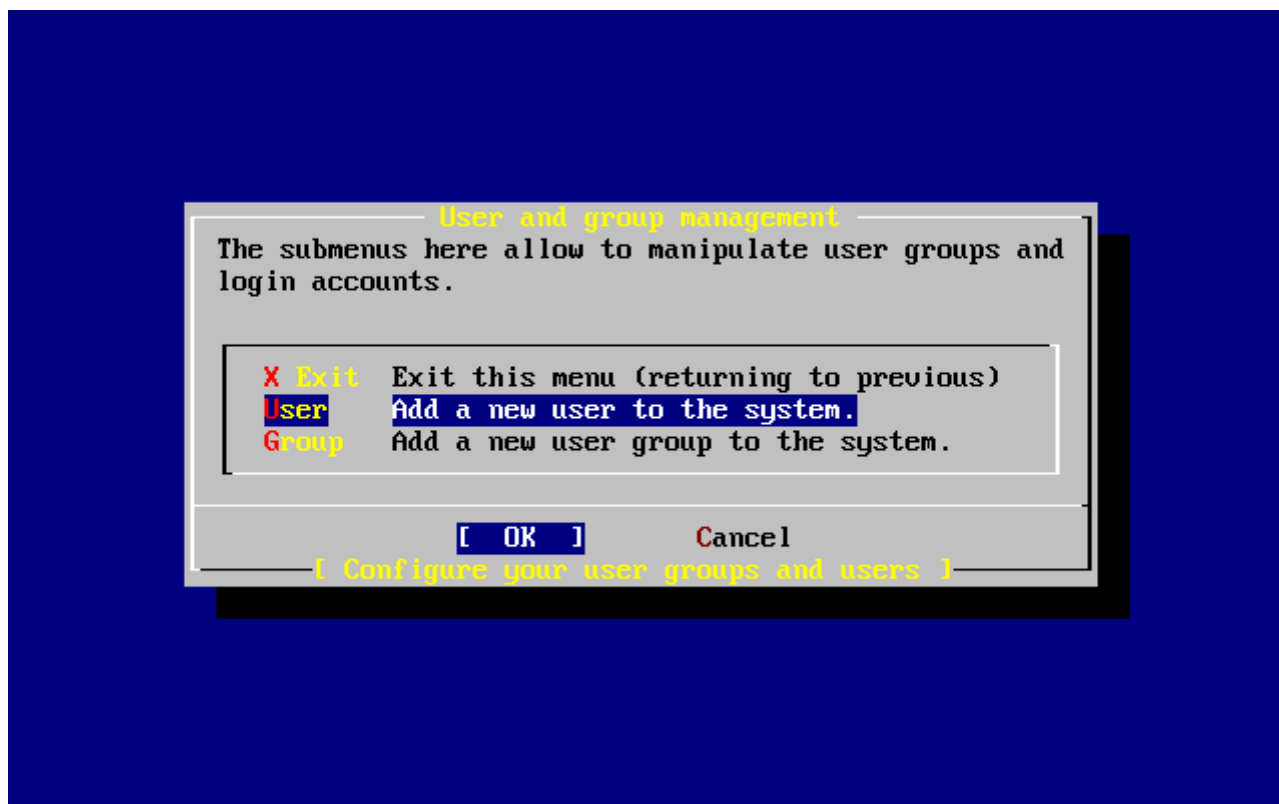 User and group management
The submenus here allow to manipulate user groups and
login accounts.
X Exit Exit this menu (returning to previous)
User Add a new user to the system.
Group Add a new user group to the system.
[ OK ] Cancel
[ Configure your user groups and users ]